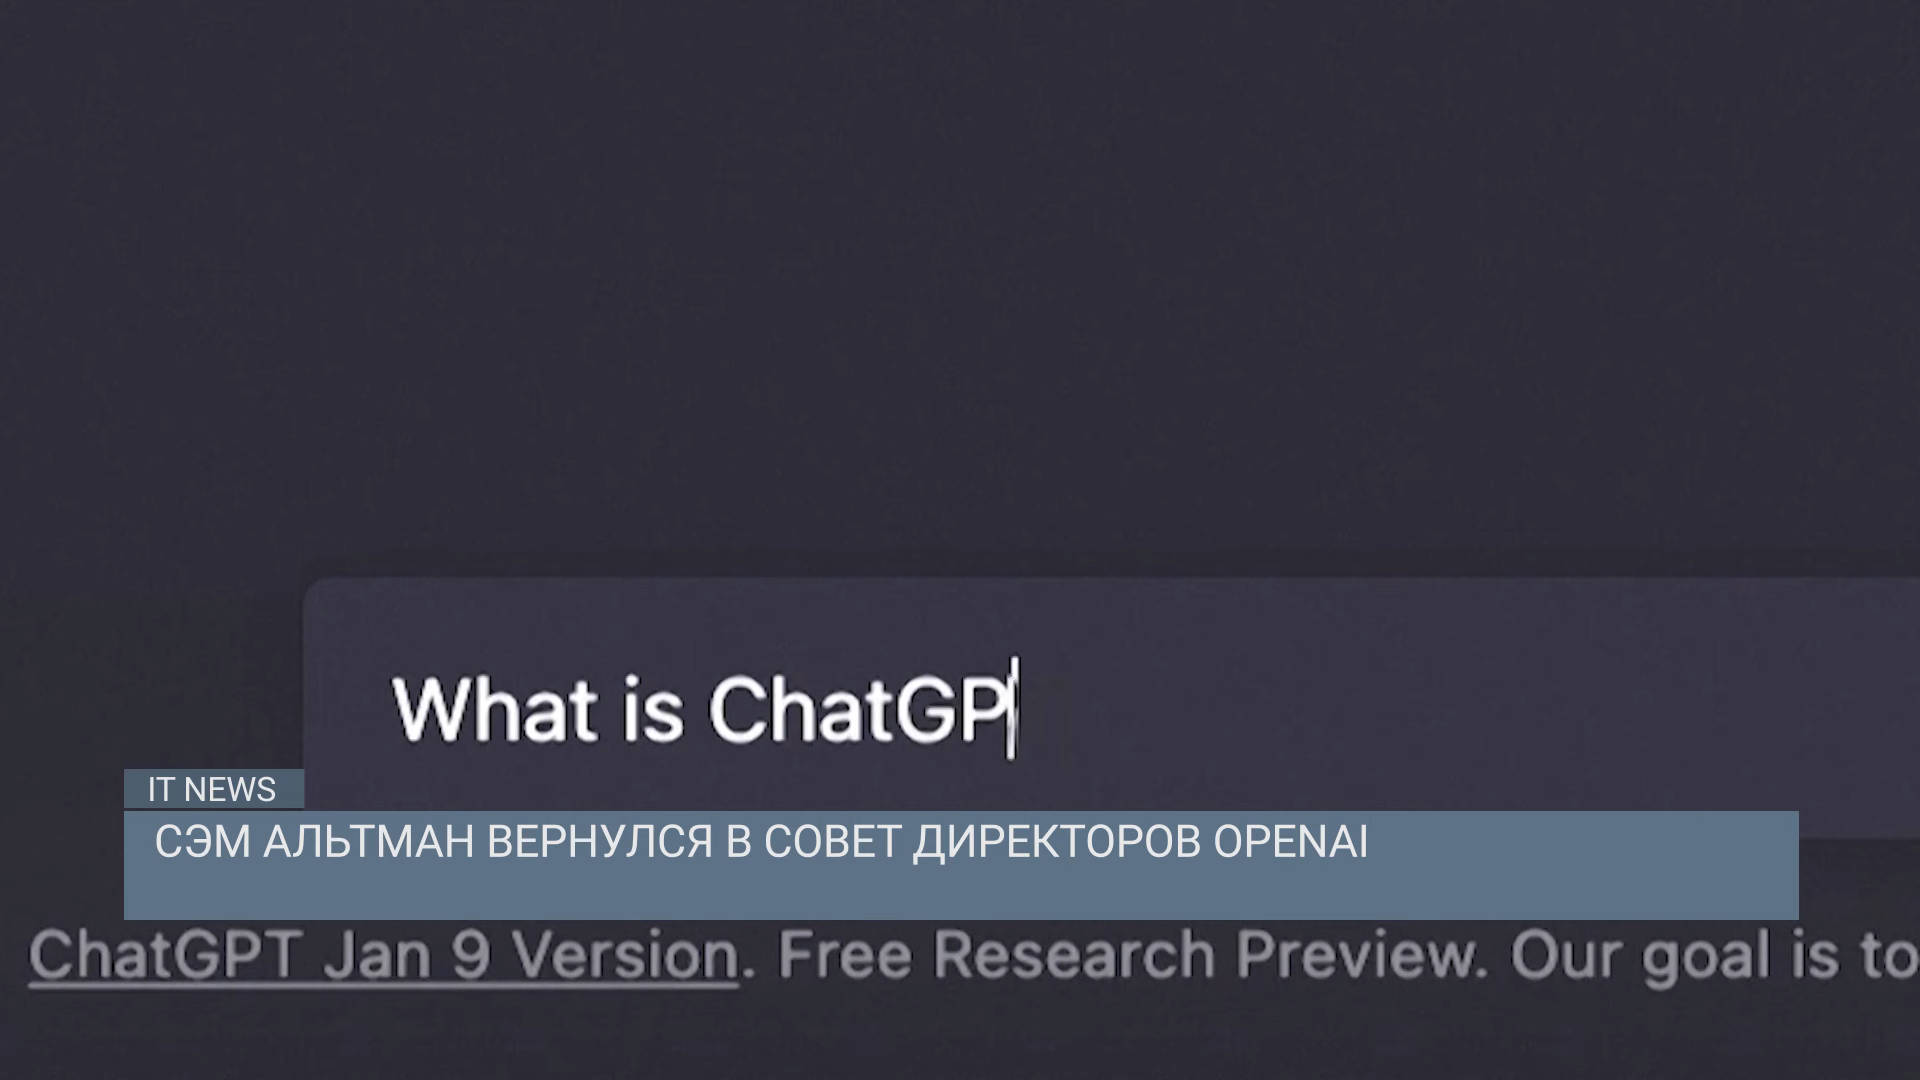 What is ChatGP
IT NEWS
СЭМ АЛЬТМАН ВЕРНУЛСЯ В СОВЕТ ДИРЕКТОРОВ OPENAI
ChatGPT Jan 9 Version. Free Research Preview. Our goal is to